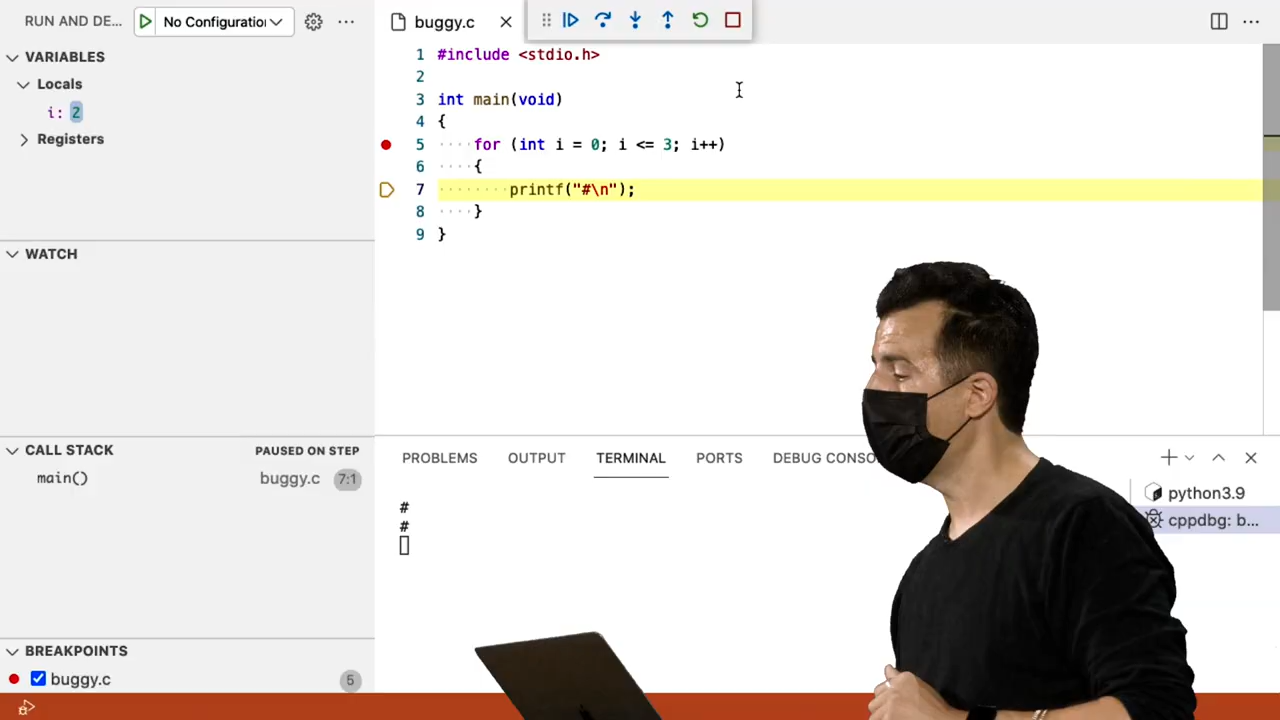 RUN AND DE...
No Configuratio
buggy.c
VARIABLES
Locals
i: 2
Registers
WATCH
CALL STACK
PAUSED ON STEP
main()
buggy.c
7:1
BREAKPOINTS
buggy.c
5
1 #include <stdio.h>
2
3 int main(void)
4 {
5 for (int i = 0; i <= 3; i++)
6 {
7 printf("#\n");
8 }
9 }
PROBLEMS
OUTPUT
TERMINAL
PORTS
DEBUG CONSO
#
#
python3.9
cppdbg: b...